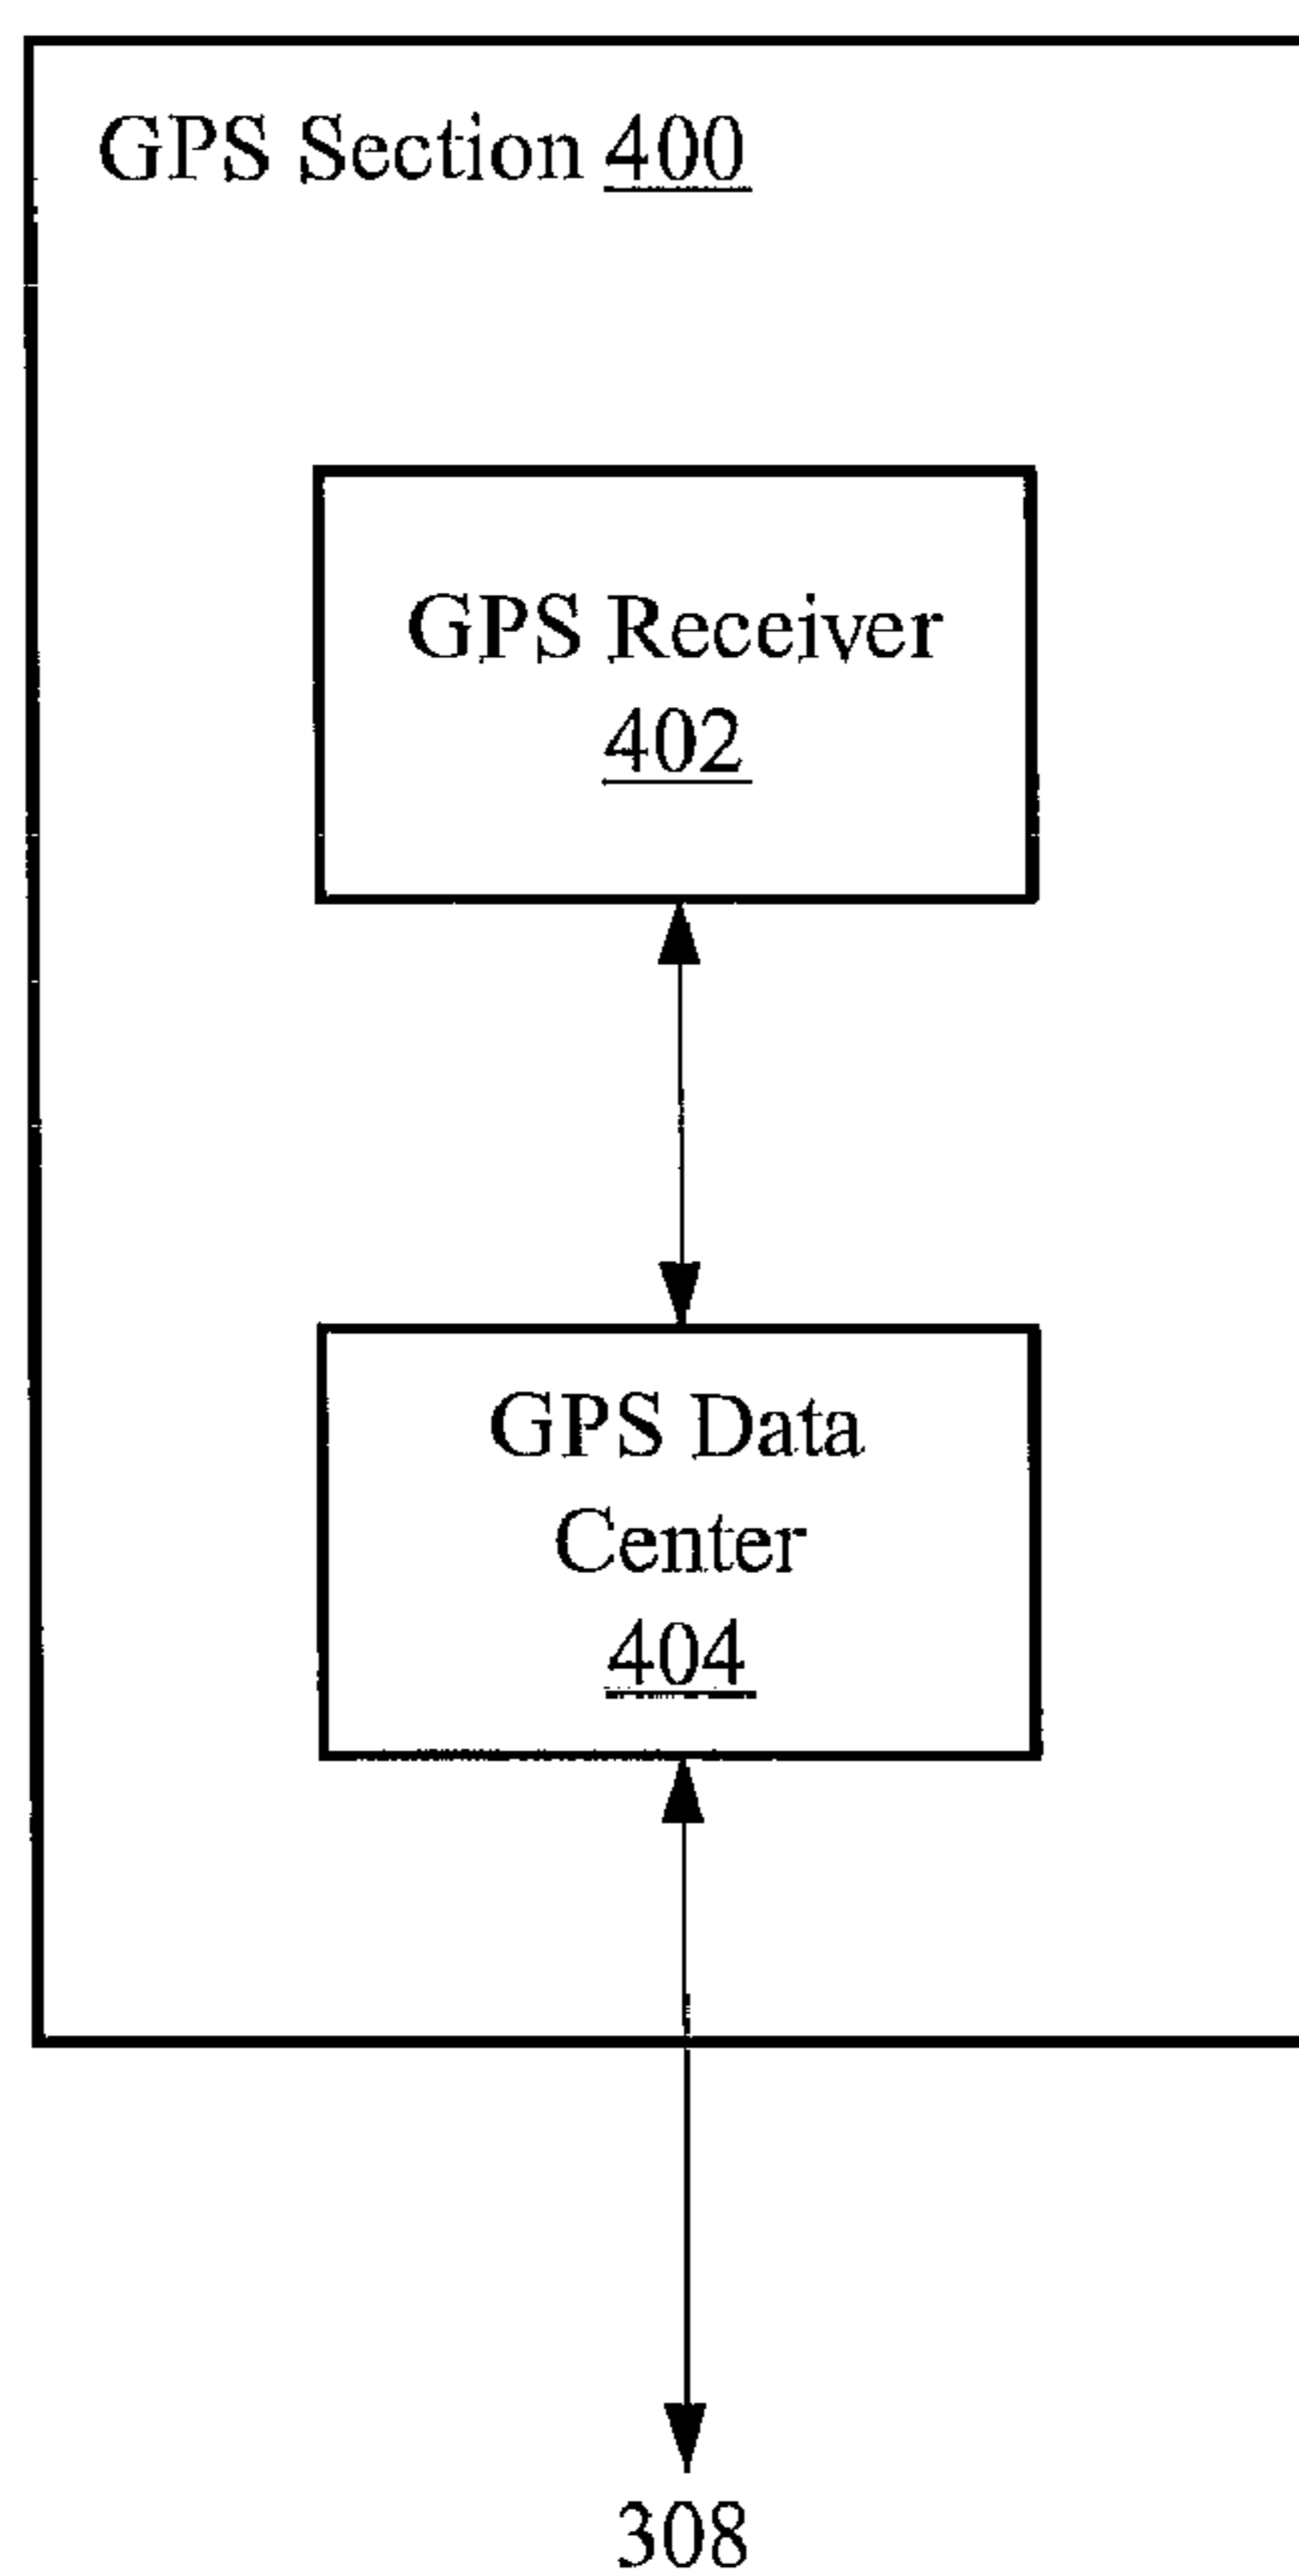 GPS Section 400
GPS Receiver
402
GPS Data
Center
404
308